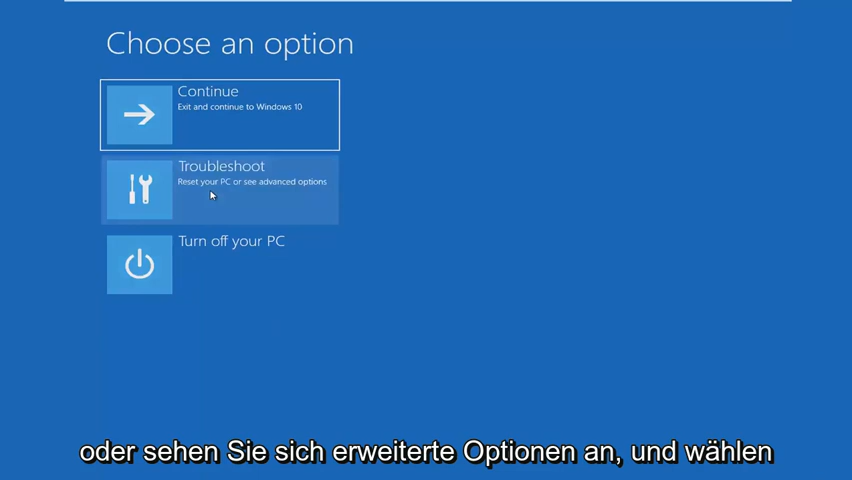 Choose an option
Continue
Exit and continue to Windows 10
Troubleshoot
Reset your PC or see advanced options
Turn off your PC
oder sehen Sie sich erweiterte Optionen an, und wählen